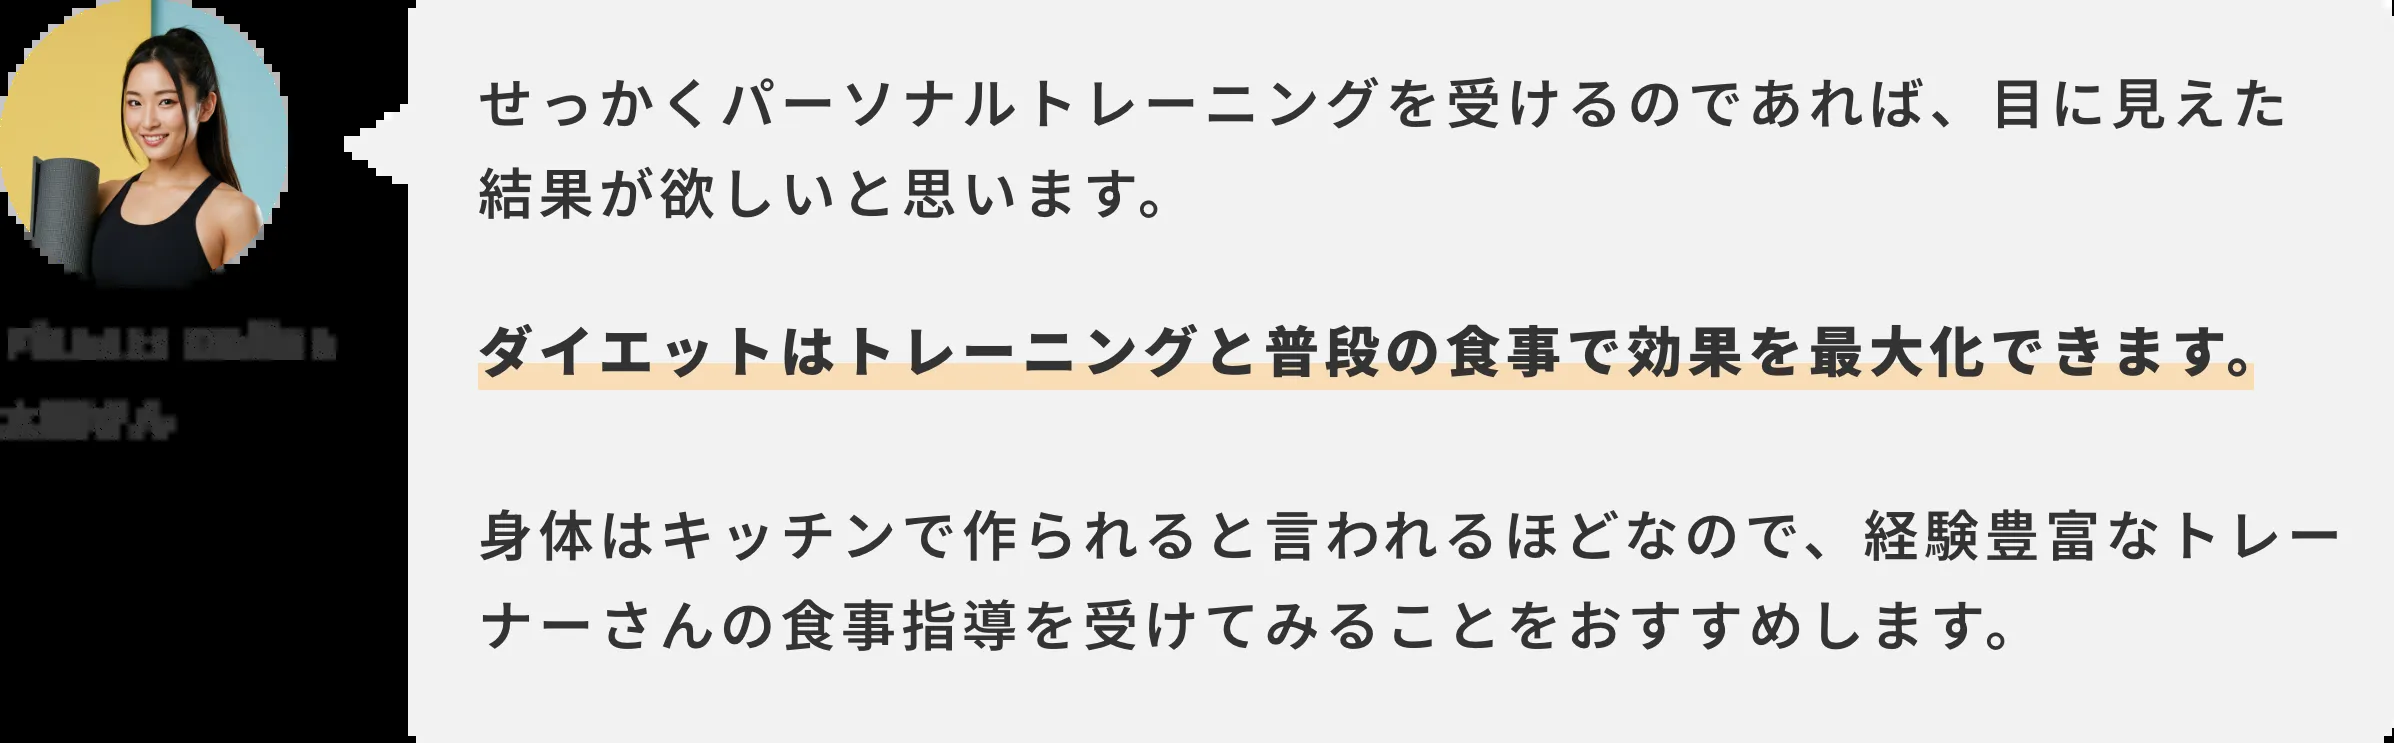 せっかくパーソナルトレーニングを受けるのであれば、目に見えた
結果が欲しいと思います。
ダイエットはトレーニングと普段の食事で効果を最大化できます。
身体はキッチンで作られると言われるほどなので、経験豊富なトレー
ナーさんの食事指導を受けてみることをおすすめします。